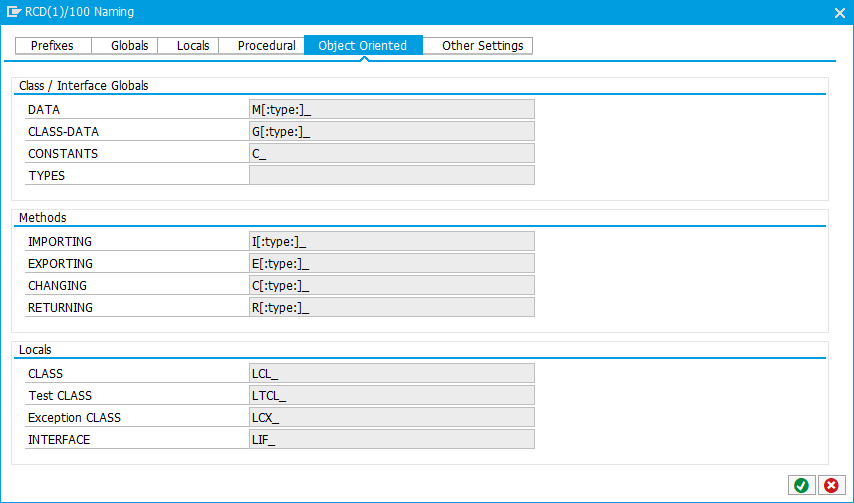 RCD(1)/100 Naming
Prefixes Globals Locals Procedural Object Oriented Other Settings
Class / Interface Globals
DATA M[:type:]_
CLASS-DATA G[:type:]_
CONSTANTS C_
TYPES
Methods
IMPORTING I[:type:]_
EXPORTING E[:type:]_
CHANGING C[:type:]_
RETURNING R[:type:]_
Locals
CLASS LCL_
Test CLASS LTCL_
Exception CLASS LCX_
INTERFACE LIF_